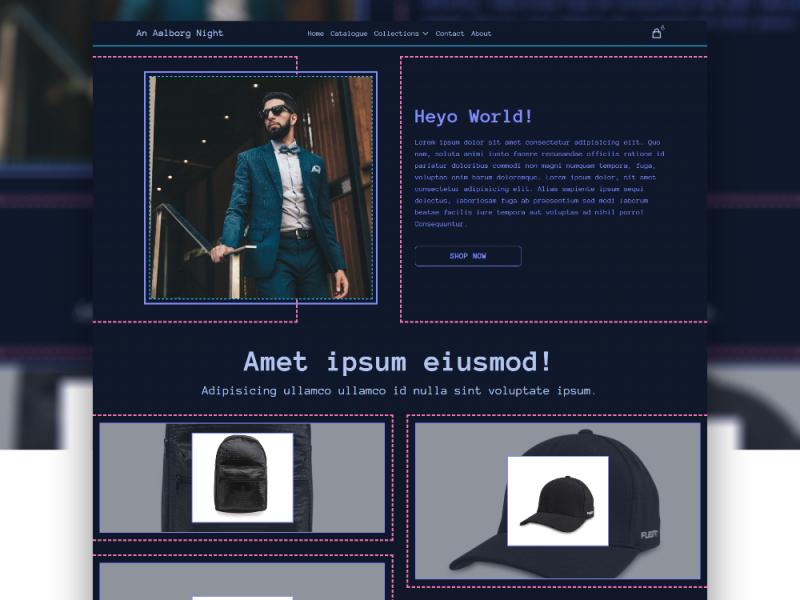 An Aalborg Night
Home Catalogue Collections Contact About
Heyo World!
Lorem ipsum dolor sit amet consectetur adipisicing elit. Quo
nam, soluta animi iusto facere recusandae officiis ratione id
pariatur doloribus commodi non magni numquam tempora, fuga,
voluptas enim harum doloremque. Lorem ipsum dolor, sit amet
consectetur adipisicing elit. Alias sapiente ipsum sequi
delectus, laboriosam fuga ab praesentium sed modi laborum
beatae facilis iure tempora aut voluptas ad nihil porro!
Consequuntur.
SHOP NOW
Amet ipsum eiusmod!
Adipisicing ullamco ullamco id nulla sint voluptate ipsum.